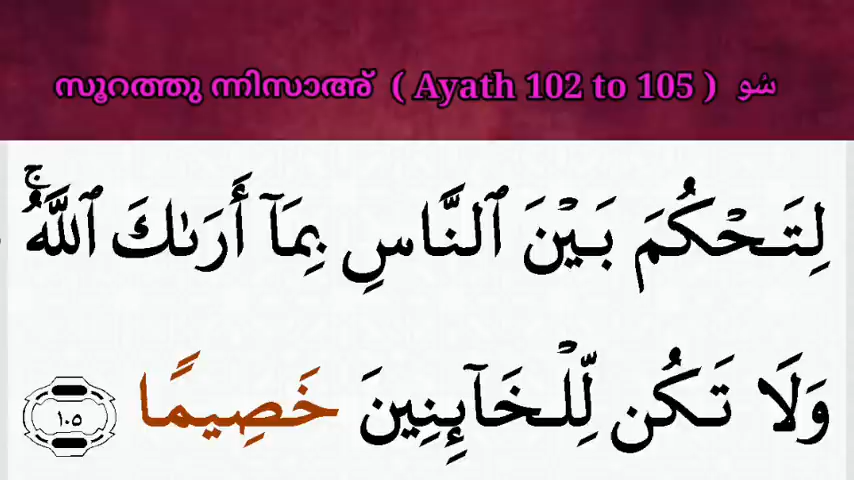 സൂറത്തു ന്നിസാഅ് ( Ayath 102 to 105 ) سُو
لِتَحْكُمَ بَيْنَ ٱلنَّاسِ بِمَآ أَرَىٰكَ ٱللَّهُ ۚ
وَلَا تَكُن لِّلْخَآئِنِينَ خَصِيمًا ١٠٥